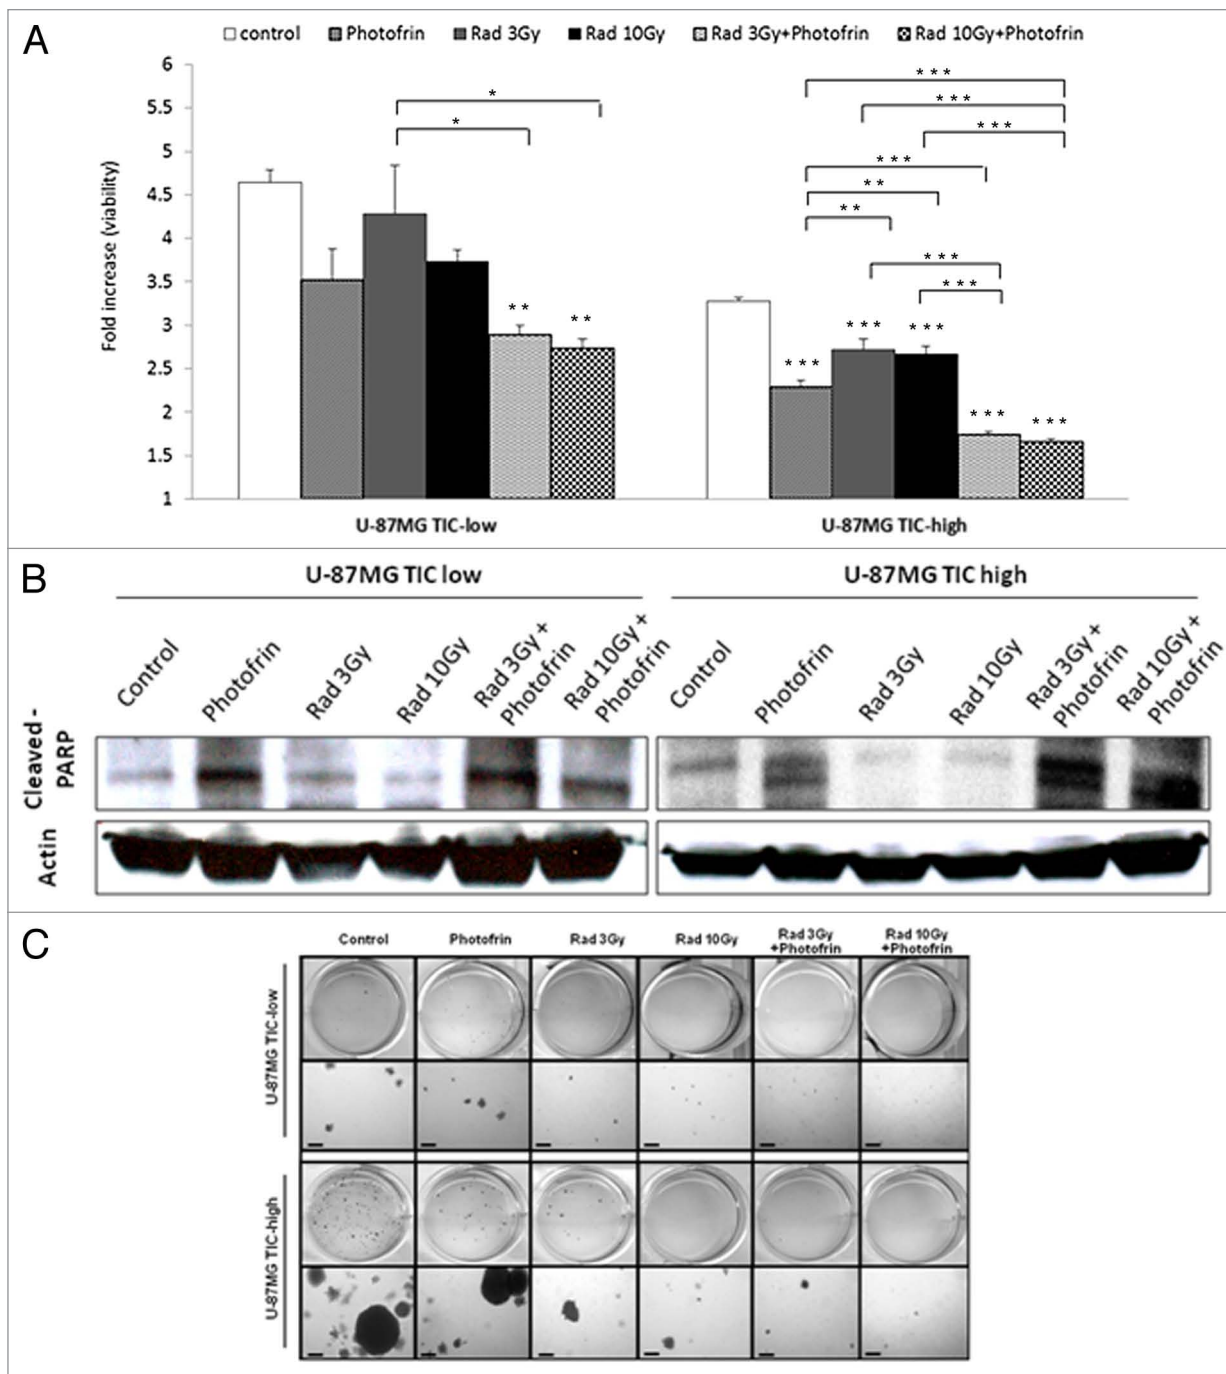 A
control Photofrin Rad 3Gy Rad 10Gy Rad 3Gy+Photofrin Rad 10Gy+Photofrin
Fold increase (viability)
6
5.5
5
4.5
4
3.5
3
2.5
2
1.5
1
*
*
* *
* *
* * *
* * *
* * *
* * *
* *
* *
* * *
* * *
* * *
* * *
* * *
* * *
* * *
U-87MG TIC-low U-87MG TIC-high
B
U-87MG TIC low U-87MG TIC high
Control
Photofrin
Rad 3Gy
Rad 10Gy
Rad 3Gy +
Photofrin
Rad 10Gy +
Photofrin
Control
Photofrin
Rad 3Gy
Rad 10Gy
Rad 3Gy +
Photofrin
Rad 10Gy +
Photofrin
Cleaved -
PARP
Actin
C
Control Photofrin Rad 3Gy Rad 10Gy Rad 3Gy
+Photofrin Rad 10Gy
+Photofrin
U-87MG TIC-low
U-87MG TIC-high